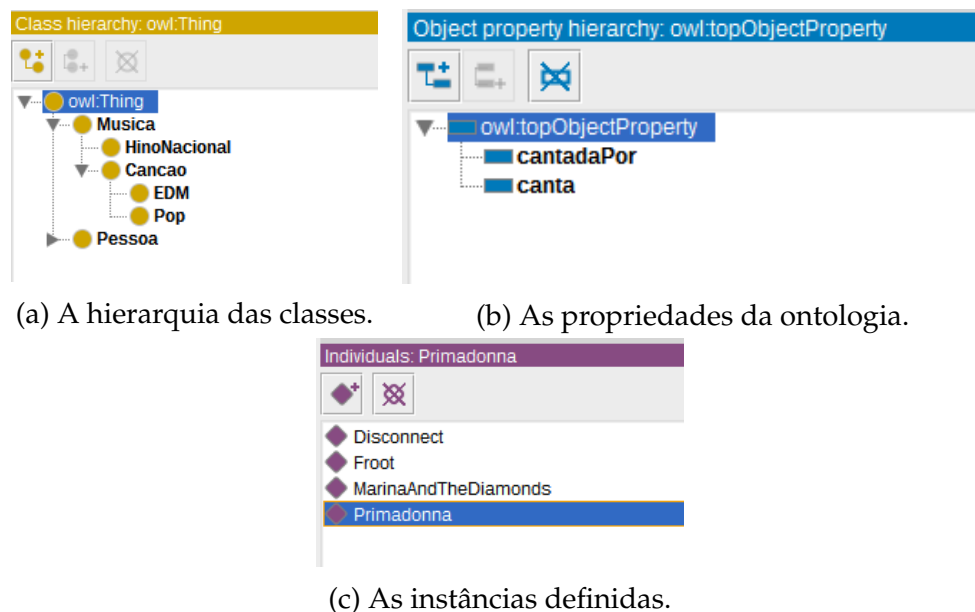 Class hierarchy: owl:Thing
owl:Thing
Musica
HinoNacional
Cancao
EDM
Pop
Pessoa
(a) A hierarquia das classes.
Object property hierarchy: owl:topObjectProperty
owl:topObjectProperty
cantadaPor
canta
(b) As propriedades da ontologia.
Individuals: Primadonna
Disconnect
Froot
MarinaAndTheDiamonds
Primadonna
(c) As instâncias definidas.